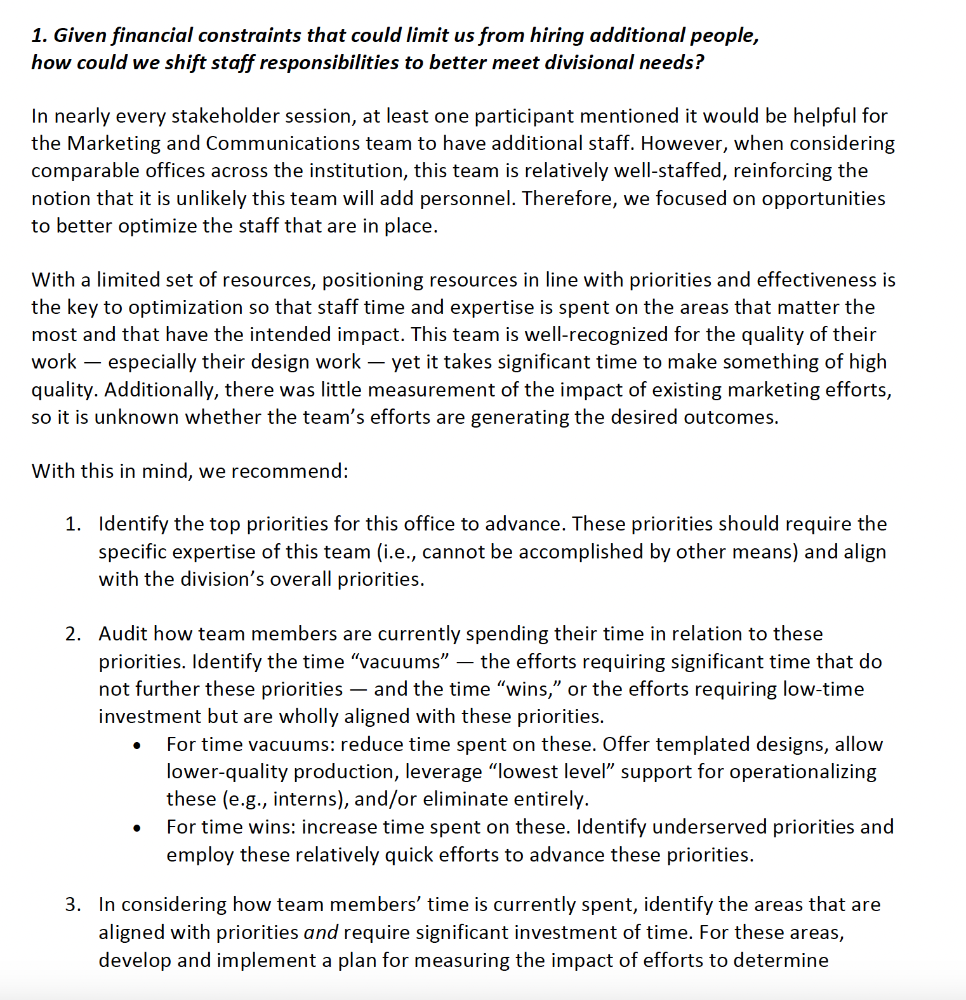 1. Given financial constraints that could limit us from hiring additional people,
how could we shift staff responsibilities to better meet divisional needs?
In nearly every stakeholder session, at least one participant mentioned it would be helpful for
the Marketing and Communications team to have additional staff. However, when considering
comparable offices across the institution, this team is relatively well-staffed, reinforcing the
notion that it is unlikely this team will add personnel. Therefore, we focused on opportunities
to better optimize the staff that are in place.
With a limited set of resources, positioning resources in line with priorities and effectiveness is
the key to optimization so that staff time and expertise is spent on the areas that matter the
most and that have the intended impact. This team is well-recognized for the quality of their
work — especially their design work — yet it takes significant time to make something of high
quality. Additionally, there was little measurement of the impact of existing marketing efforts,
so it is unknown whether the team’s efforts are generating the desired outcomes.
With this in mind, we recommend:
1. Identify the top priorities for this office to advance. These priorities should require the
specific expertise of this team (i.e., cannot be accomplished by other means) and align
with the division’s overall priorities.
2. Audit how team members are currently spending their time in relation to these
priorities. Identify the time “vacuums” — the efforts requiring significant time that do
not further these priorities — and the time “wins,” or the efforts requiring low-time
investment but are wholly aligned with these priorities.
• For time vacuums: reduce time spent on these. Offer templated designs, allow
lower-quality production, leverage “lowest level” support for operationalizing
these (e.g., interns), and/or eliminate entirely.
• For time wins: increase time spent on these. Identify underserved priorities and
employ these relatively quick efforts to advance these priorities.
3. In considering how team members’ time is currently spent, identify the areas that are
aligned with priorities and require significant investment of time. For these areas,
develop and implement a plan for measuring the impact of efforts to determine